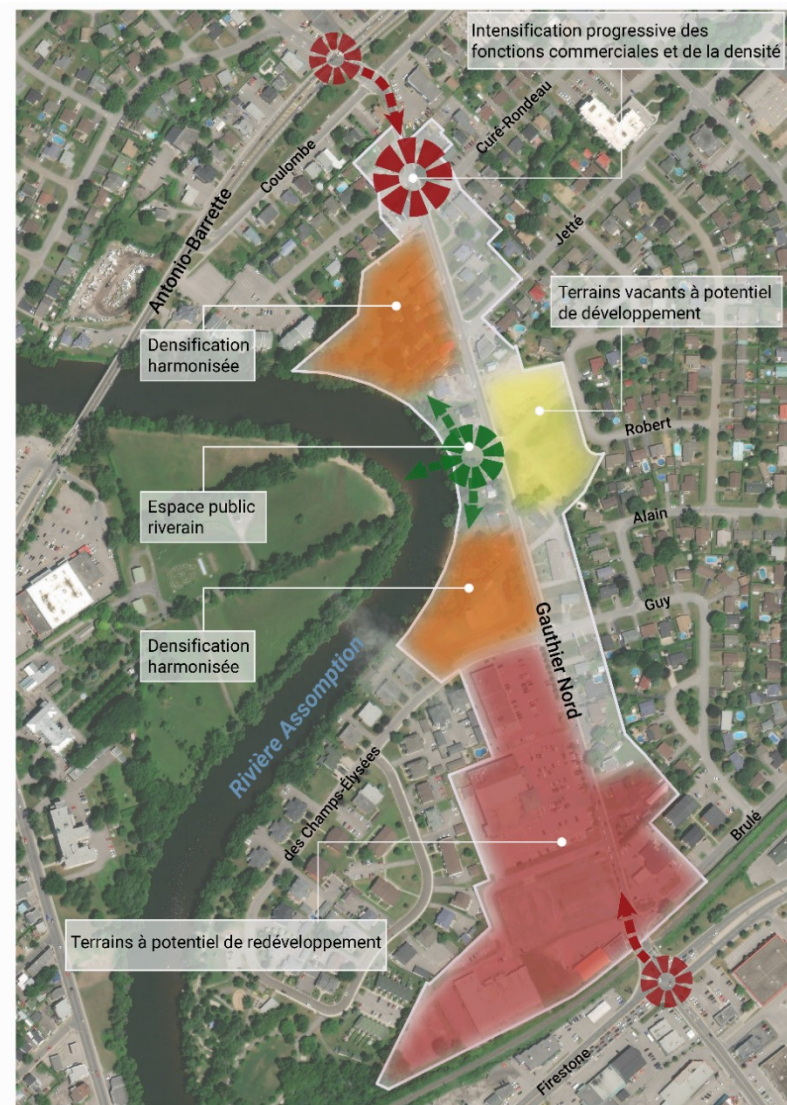 Intensification progressive des
fonctions commerciales et de la densité
Curé-Rondeau
Coulombe
Jetté
Antonio-Barrette
Terrains vacants à potentiel
de développement
Densification
harmonisée
Robert
Espace public
riverain
Alain
Guy
Densification
harmonisée
Gauthier Nord
Rivière Assomption
des Champs-Élysées
Brulé
Terrains à potentiel de redéveloppement
Firestone